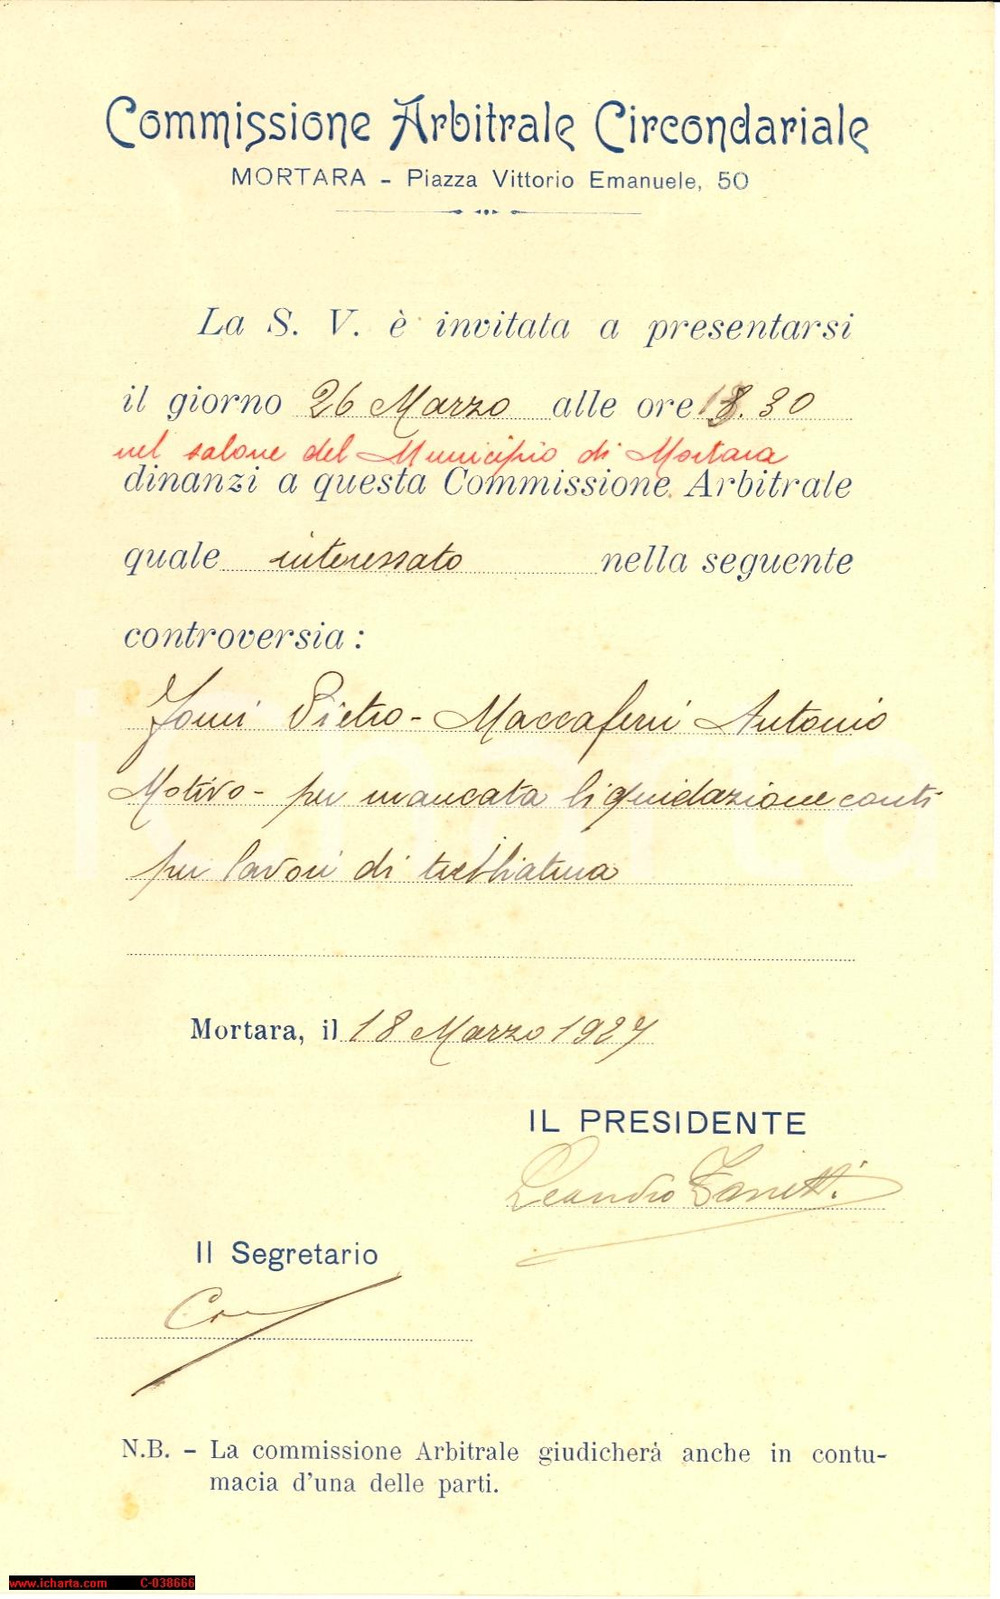 Commissione Arbitrale Circondariale
MORTARA - Piazza Vittorio Emanuele, 50
La S. V. è invitata a presentarsi
il giorno 26 Marzo alle ore 18.30
nel salone del Municipio di Mortara
dinanzi a questa Commissione Arbitrale
quale interessato nella seguente
controversia :
Pietro - Maccaferri Antonio
Motivo - per mancata liquidazione conti
per lavori di trebbiatura
Mortara, il 18 Marzo 1927
IL PRESIDENTE
Leandro Zanetti
Il Segretario
N.B. - La commissione Arbitrale giudicherà anche in contu-
macia d'una delle parti.
www.icharta.com C-038666